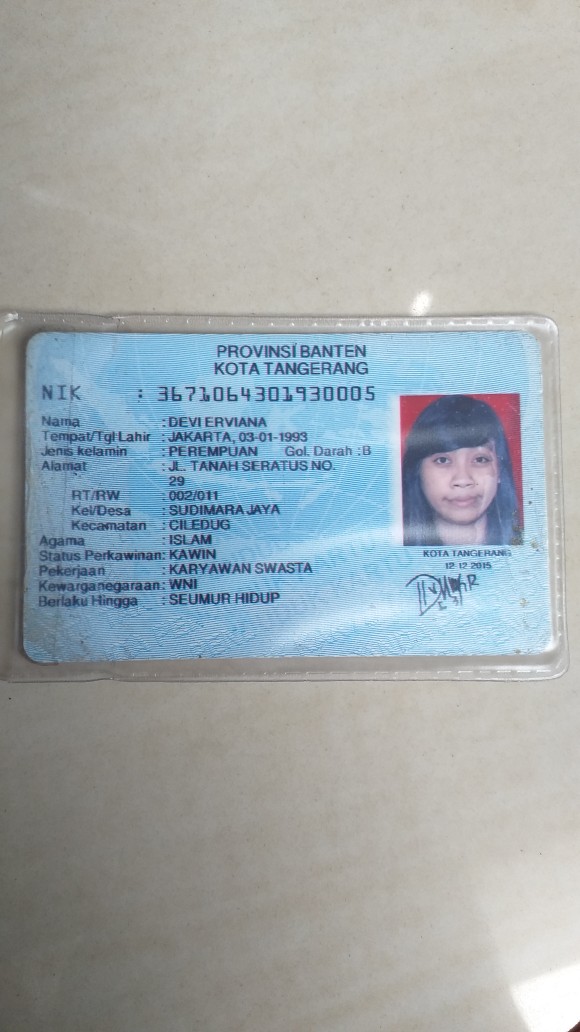 PROVINSI BANTEN
KOTA TANGERANG
NIK : 3671064301930005
Nama : DEVI ERVIANA
Tempat/Tgl Lahir : JAKARTA, 03-01-1993
Jenis kelamin : PEREMPUAN Gol. Darah : B
Alamat : JL. TANAH SERATUS NO.
29
RT/RW : 002/011
Kel/Desa : SUDIMARA JAYA
Kecamatan : CILEDUG
Agama : ISLAM
Status Perkawinan: KAWIN
Pekerjaan : KARYAWAN SWASTA
Kewarganegaraan: WNI
Berlaku Hingga : SEUMUR HIDUP
KOTA TANGERANG
12-12-2015